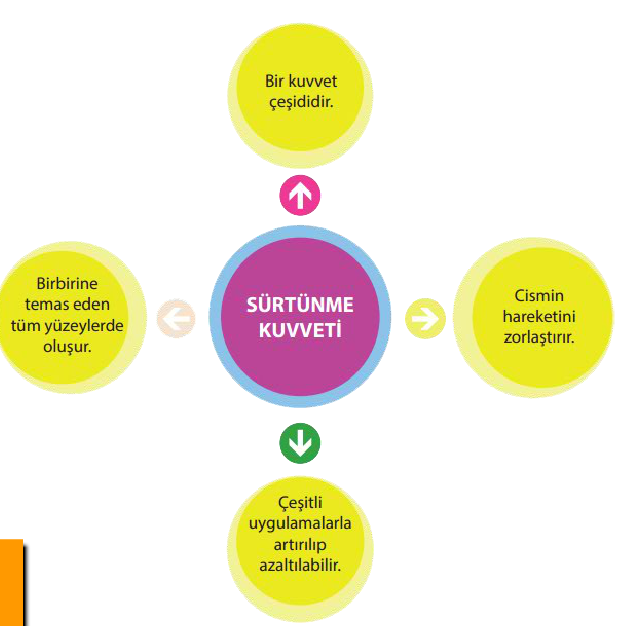 Bir kuvvet
çeşididir.
Birbirine
temas eden
tüm yüzeylerde
oluşur.
SÜRTÜNME
KUVVETİ
Cismin
hareketini
zorlaştırır.
Çeşitli
uygulamalarla
artırılıp
azaltılabilir.